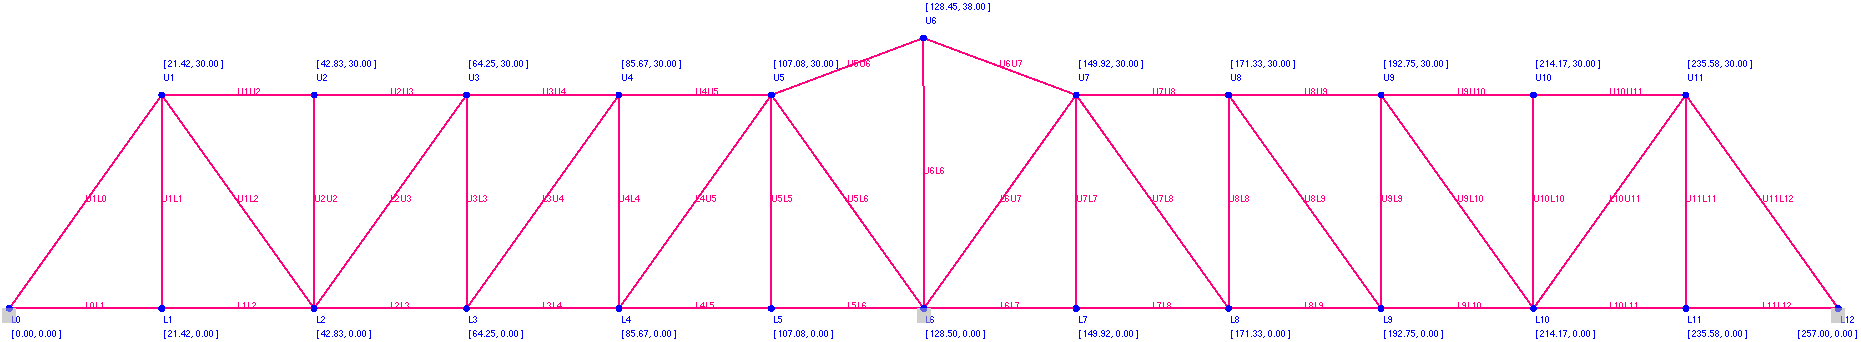 [128.45, 38.00]
U6
[21.42, 30.00] [42.83, 30.00] [64.25, 30.00] [85.67, 30.00] [107.08, 30.00] [149.92, 30.00] [171.33, 30.00] [192.75, 30.00] [214.17, 30.00] [235.58, 30.00]
U5U6 U6U7
U1 U2 U3 U4 U5 U7 U8 U9 U10 U11
U1U2 U2U3 U3U4 U4U5 U7U8 U8U9 U9U10 U10U11
U6L6
U1L0 U1L1 U1L2 U2U2 L2U3 U3L3 L3U4 U4L4 L4U5 U5L5 U5L6 L6U7 U7L7 U7L8 U8L8 U8L9 U9L9 U9L10 U10L10 L10U11 U11L11 U11L12
L0L1 L1L2 L2L3 L3L4 L4L5 L5L6 L6L7 L7L8 L8L9 L9L10 L10L11 L11L12
L0 L1 L2 L3 L4 L5 L6 L7 L8 L9 L10 L11 L12
[0.00, 0.00] [21.42, 0.00] [42.83, 0.00] [64.25, 0.00] [85.67, 0.00] [107.08, 0.00] [128.50, 0.00] [149.92, 0.00] [171.33, 0.00] [192.75, 0.00] [214.17, 0.00] [235.58, 0.00] [257.00, 0.00]